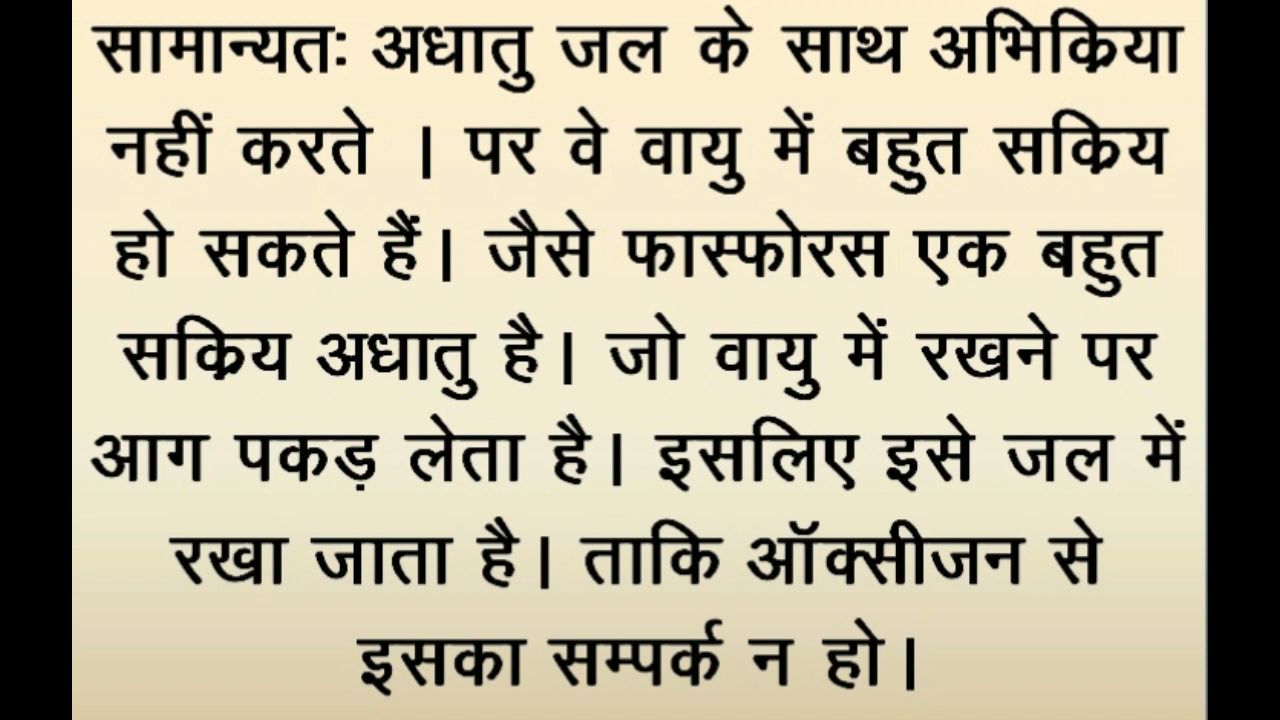 सामान्यतः अधातु जल के साथ अभिक्रिया
नहीं करते । पर वे वायु में बहुत सक्रिय
हो सकते हैं। जैसे फास्फोरस एक बहुत
सक्रिय अधातु है। जो वायु में रखने पर
आग पकड़ लेता है। इसलिए इसे जल में
रखा जाता है। ताकि ऑक्सीजन से
इसका सम्पर्क न हो।